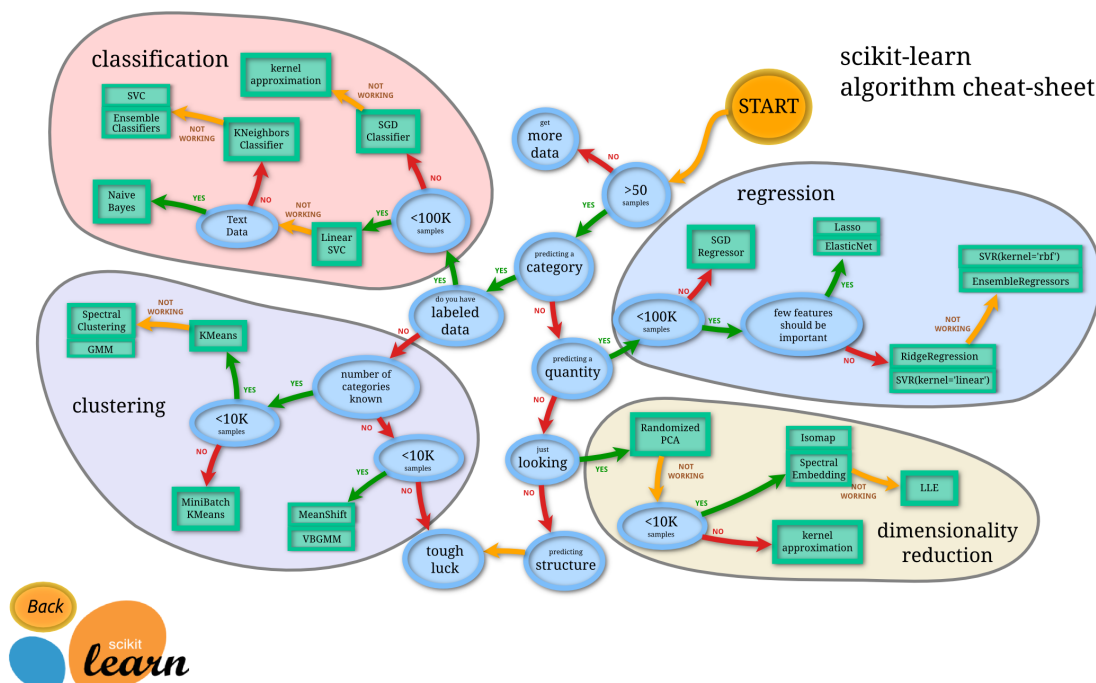 scikit-learn
algorithm cheat-sheet
START
get
more
data
NO
>50
samples
YES
predicting a
category
YES
NO
do you have
labeled
data
YES
NO
predicting a
quantity
YES
NO
just
looking
YES
NO
predicting
structure
tough
luck
classification
kernel
approximation
NOT
WORKING
SGD
Classifier
NO
<100K
samples
YES
Linear
SVC
NOT
WORKING
Text
Data
YES
Naive
Bayes
NO
KNeighbors
Classifier
NOT
WORKING
SVC
Ensemble
Classifiers
regression
<100K
samples
NO
SGD
Regressor
YES
few features
should be
important
YES
Lasso
ElasticNet
NO
RidgeRegression
SVR(kernel='linear')
NOT
WORKING
SVR(kernel='rbf')
EnsembleRegressors
clustering
number of
categories
known
YES
NO
<10K
samples
YES
KMeans
NOT
WORKING
Spectral
Clustering
GMM
NO
MiniBatch
KMeans
<10K
samples
YES
MeanShift
VBGMM
NO
dimensionality
reduction
Randomized
PCA
NOT
WORKING
<10K
samples
YES
Isomap
Spectral
Embedding
NOT
WORKING
LLE
NO
kernel
approximation
Back
scikit
learn